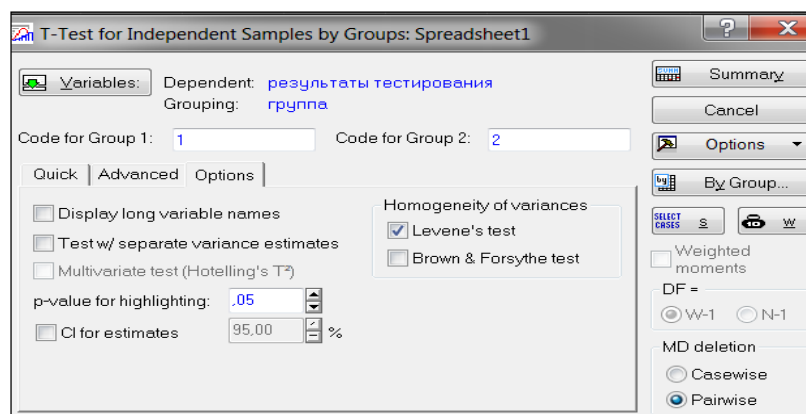 T-Test for Independent Samples by Groups: Spreadsheet1
Variables:
Dependent: результаты тестирования
Grouping: группа
Code for Group 1: 1
Code for Group 2: 2
Quick
Advanced
Options
Display long variable names
Test w/ separate variance estimates
Multivariate test (Hotelling's T²)
p-value for highlighting: ,05
CI for estimates 95,00 %
Homogeneity of variances
Levene's test
Brown & Forsythe test
Summary
Cancel
Options
By Group...
SELECT CASES S
W
Weighted moments
DF =
W-1
N-1
MD deletion
Casewise
Pairwise